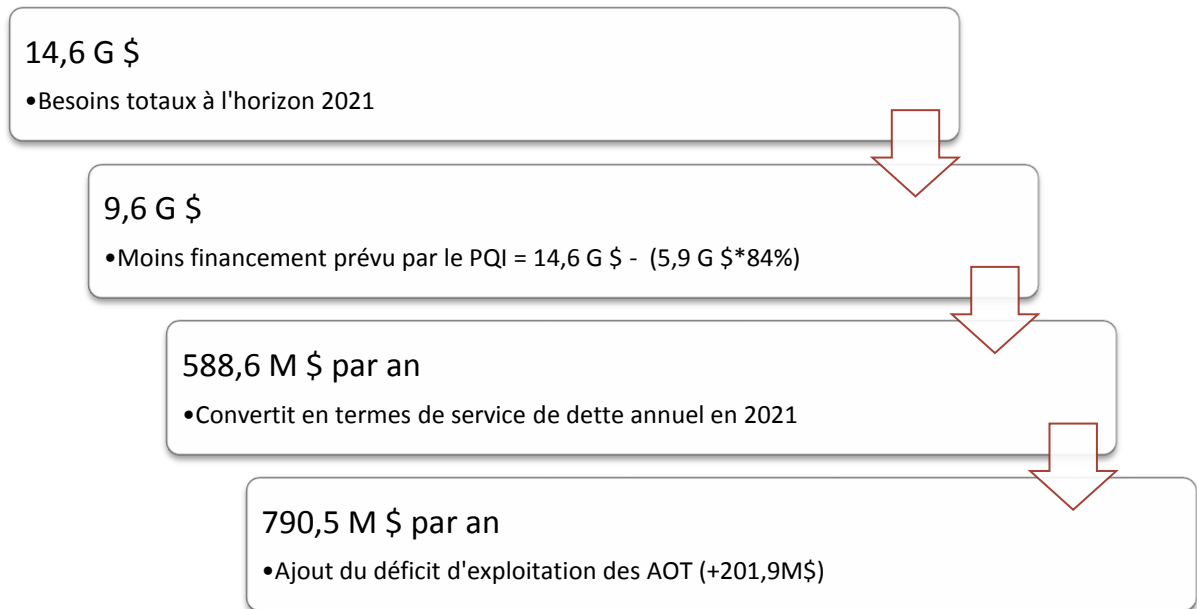 14,6 G $
•Besoins totaux à l'horizon 2021
9,6 G $
•Moins financement prévu par le PQI = 14,6 G $ - (5,9 G $*84%)
588,6 M $ par an
•Convertit en termes de service de dette annuel en 2021
790,5 M $ par an
•Ajout du déficit d'exploitation des AOT (+201,9M$)